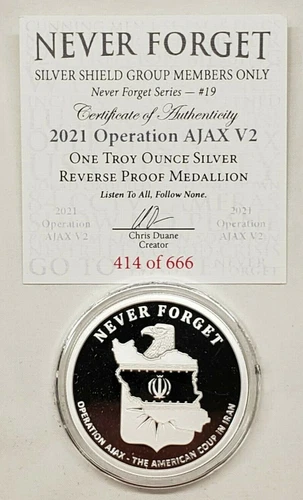 NEVER FORGET
SILVER SHIELD GROUP MEMBERS ONLY
Never Forget Series — #19
Certificate of Authenticity
2021 Operation AJAX V2
ONE TROY OUNCE SILVER
REVERSE PROOF MEDALLION
Listen To All, Follow None.
2021
Operation
AJAX V2
Chris Duane
Creator
2021
Operation
AJAX V2
414 of 666
NEVER FORGET
OPERATION AJAX - THE AMERICAN COUP IN IRAN